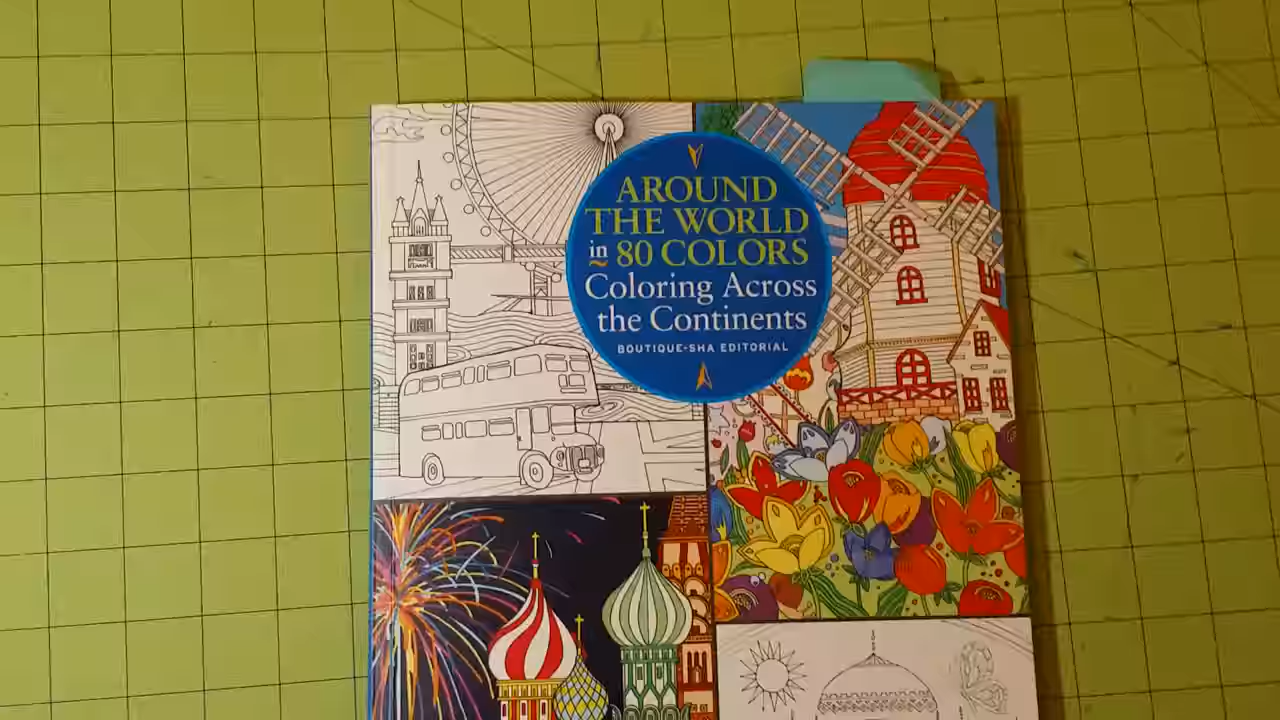 AROUND
THE WORLD
in 80 COLORS
Coloring Across
the Continents
BOUTIQUE-SHA EDITORIAL